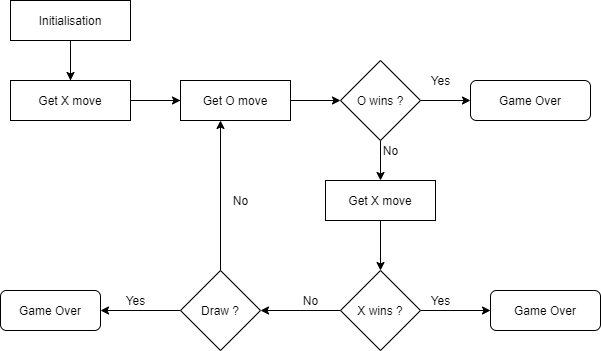 Initialisation
Get X move
Get O move
O wins ?
Yes
Game Over
No
Get X move
No
Game Over
Yes
Draw ?
No
X wins ?
Yes
Game Over